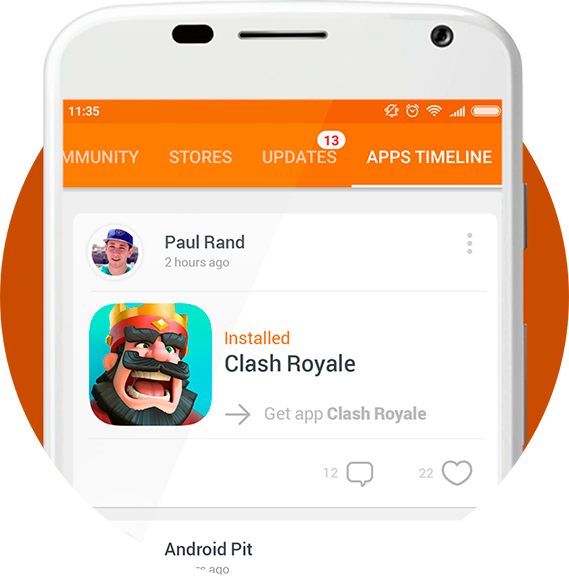 11:35
MMUNITY STORES UPDATES 13 APPS TIMELINE
Paul Rand
2 hours ago
Installed
Clash Royale
Get app Clash Royale
12 22
Android Pit
ago